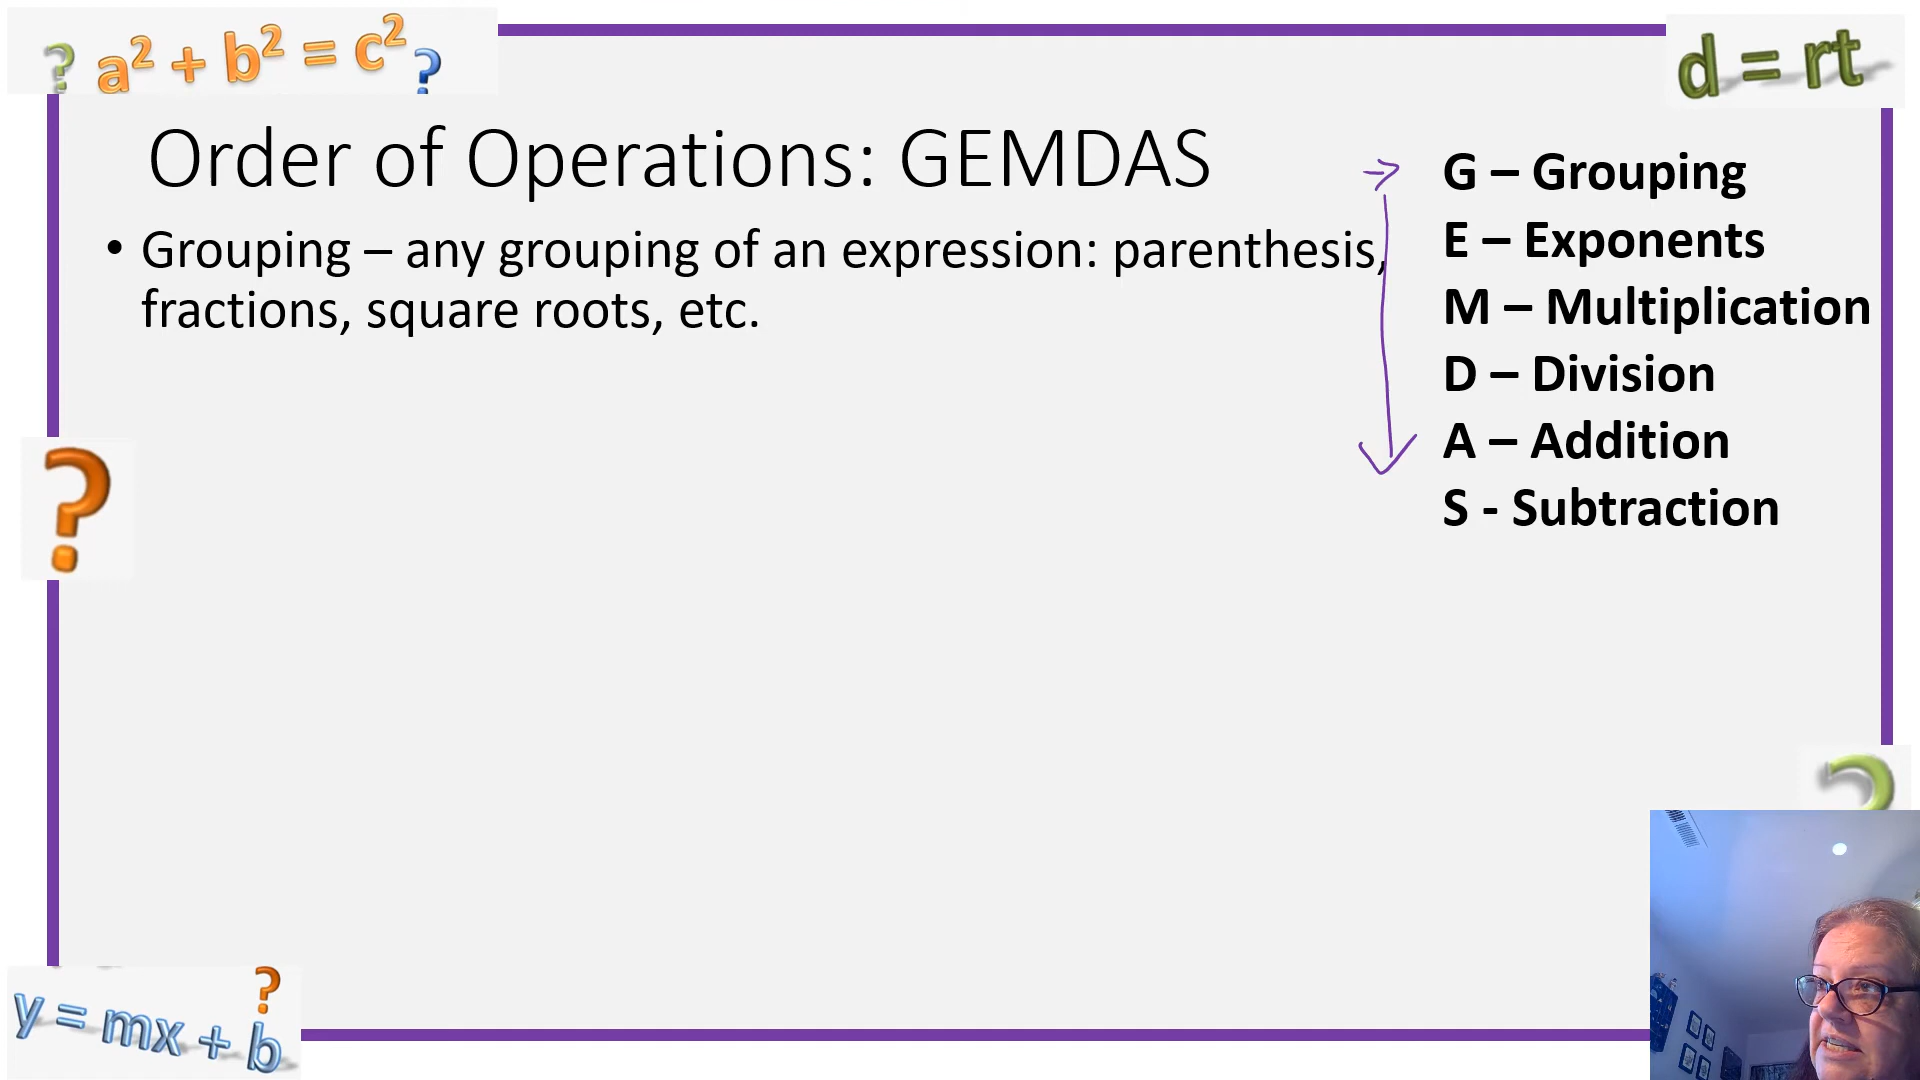 ? a² + b² = c² ?
d = rt
Order of Operations: GEMDAS
• Grouping – any grouping of an expression: parenthesis,
fractions, square roots, etc.
G – Grouping
E – Exponents
M – Multiplication
D – Division
A – Addition
S - Subtraction
?
?
?
y = mx + b